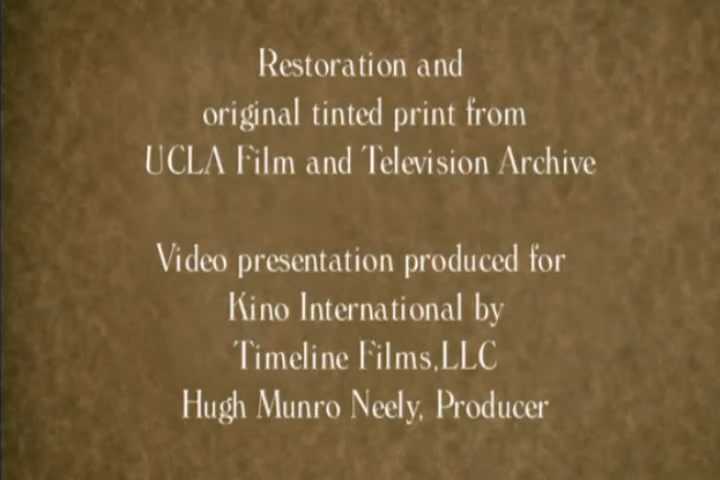 Restoration and
original tinted print from
UCLA Film and Television Archive
Video presentation produced for
Kino International by
Timeline Films,LLC
Hugh Munro Neely, Producer